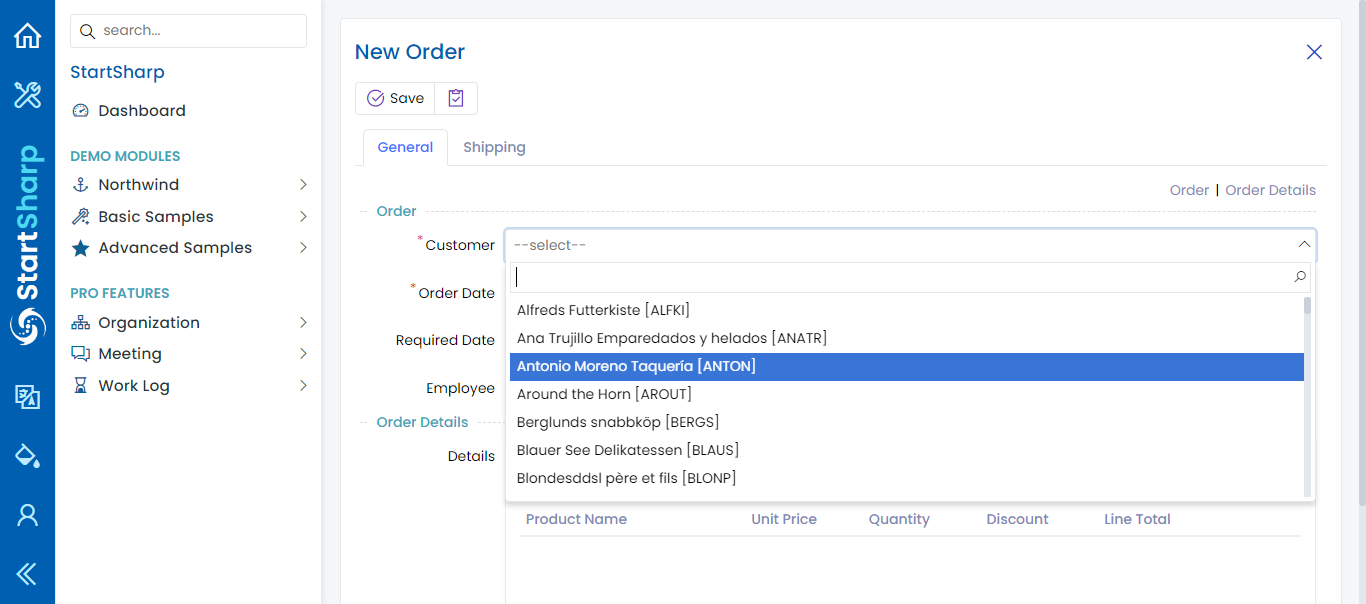 search...
StartSharp
Dashboard
DEMO MODULES
Northwind
Basic Samples
Advanced Samples
PRO FEATURES
Organization
Meeting
Work Log
StartSharp
New Order
Save
General Shipping
Order | Order Details
Order
* Customer --select--
* Order Date
Required Date
Employee
Order Details
Details
Alfreds Futterkiste [ALFKI]
Ana Trujillo Emparedados y helados [ANATR]
Antonio Moreno Taquería [ANTON]
Around the Horn [AROUT]
Berglunds snabbköp [BERGS]
Blauer See Delikatessen [BLAUS]
Blondesddsl père et fils [BLONP]
Product Name Unit Price Quantity Discount Line Total